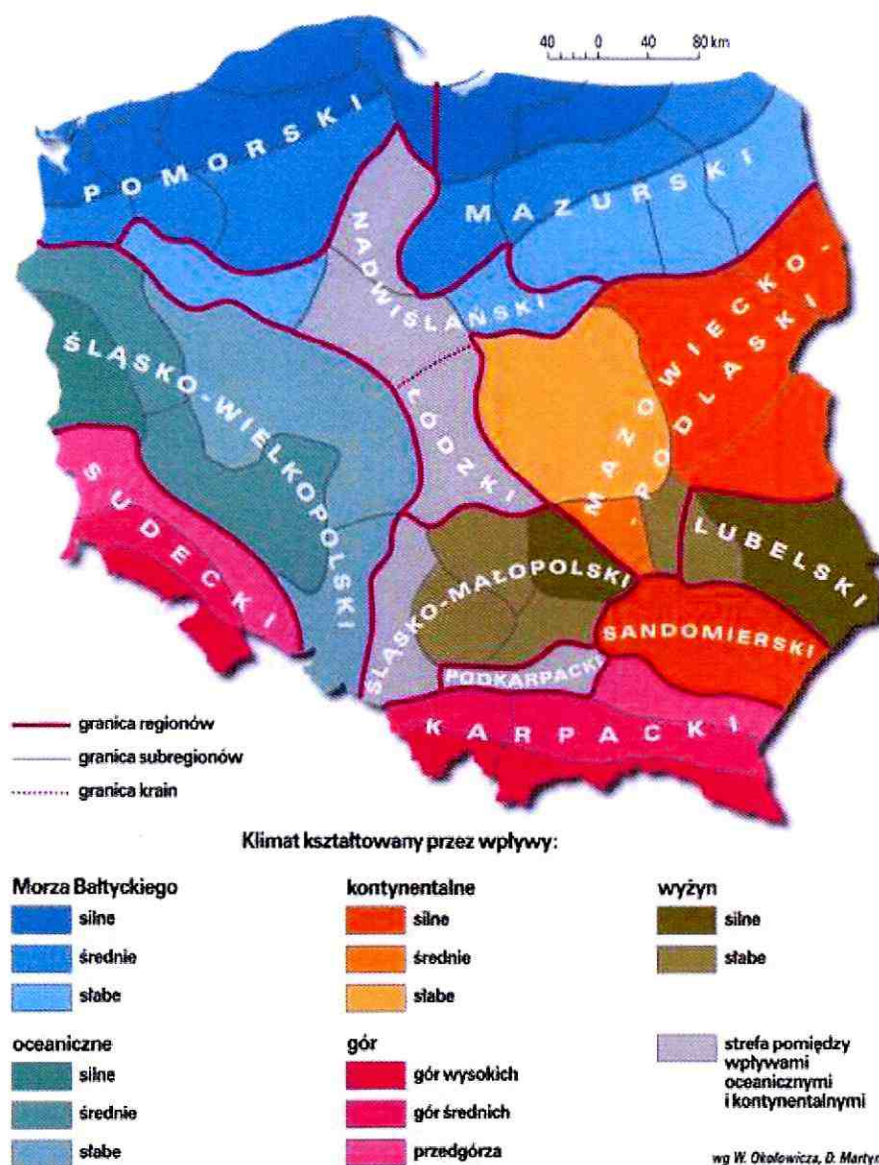 40 0 40 80 km
POMORSKI
MAZURSKI
NADWIŚLAŃSKI
MAZOWIECKO-
-PODLASKI
ŚLĄSKO-WIELKOPOLSKI
ŁÓDZKI
SUDECKI
LUBELSKI
ŚLĄSKO-MAŁOPOLSKI
SANDOMIERSKI
PODKARPACKI
KARPACKI
granica regionów
granica subregionów
granica krain
Klimat kształtowany przez wpływy:
Morza Bałtyckiego
silne
średnie
słabe
kontynentalne
silne
średnie
słabe
wyżyn
silne
słabe
oceaniczne
silne
średnie
słabe
gór
gór wysokich
gór średnich
przedgórza
strefa pomiędzy
wpływami
oceanicznymi
i kontynentalnymi
wg W. Okołowicza, D. Martyn